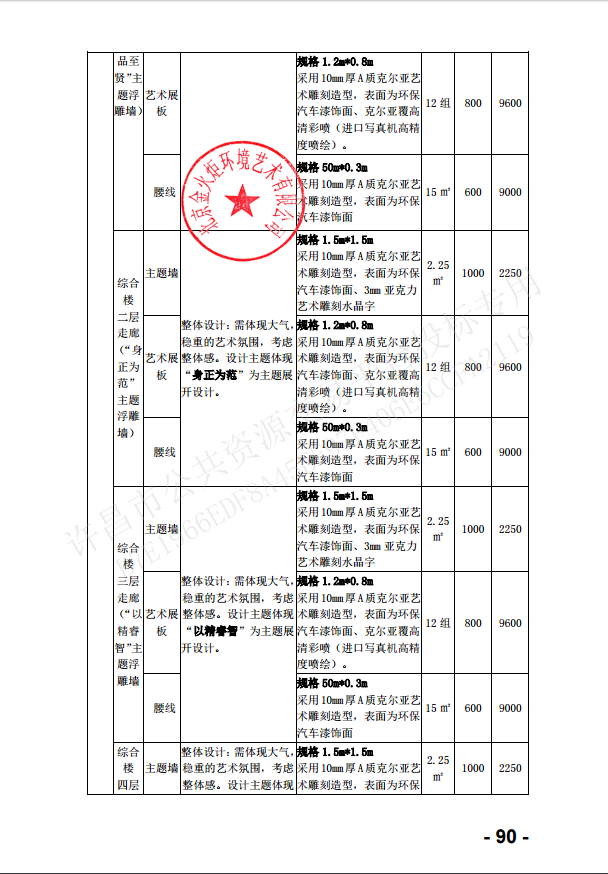 品至
贤”主
题浮
雕墙）
艺术展
板
规格 1.2m*0.8m
采用 10mm 厚 A 质克尔亚艺
术雕刻造型，表面为环保
汽车漆饰面、克尔亚覆高
清彩喷（进口写真机高精
度喷绘）。
12 组
800
9600
腰线
规格 50m*0.3m
采用 10mm 厚 A 质克尔亚艺
术雕刻造型，表面为环保
汽车漆饰面
15 ㎡
600
9000
北京金火炬环境艺术有限公司
综合
楼
二层
走廊
（“身
正为
范”
主题
浮雕
墙）
主题墙
整体设计：需体现大气，
稳重的艺术氛围，考虑
整体感。设计主题体现
“身正为范”为主题展
开设计。
规格 1.5m*1.5m
采用 10mm 厚 A 质克尔亚艺
术雕刻造型，表面为环保
汽车漆饰面、3mm 亚克力
艺术雕刻水晶字
2.25
㎡
1000
2250
艺术展
板
规格 1.2m*0.8m
采用 10mm 厚 A 质克尔亚艺
术雕刻造型，表面为环保
汽车漆饰面、克尔亚覆高
清彩喷（进口写真机高精
度喷绘）。
12 组
800
9600
腰线
规格 50m*0.3m
采用 10mm 厚 A 质克尔亚艺
术雕刻造型，表面为环保
汽车漆饰面
15 ㎡
600
9000
综合
楼
三层
走廊
（“以
精睿
智”主
题浮
雕墙
主题墙
整体设计：需体现大气，
稳重的艺术氛围，考虑
整体感。设计主题体现
“以精睿智”为主题展
开设计。
规格 1.5m*1.5m
采用 10mm 厚 A 质克尔亚艺
术雕刻造型，表面为环保
汽车漆饰面、3mm 亚克力
艺术雕刻水晶字
2.25
㎡
1000
2250
艺术展
板
规格 1.2m*0.8m
采用 10mm 厚 A 质克尔亚艺
术雕刻造型，表面为环保
汽车漆饰面、克尔亚覆高
清彩喷（进口写真机高精
度喷绘）。
12 组
800
9600
腰线
规格 50m*0.3m
采用 10mm 厚 A 质克尔亚艺
术雕刻造型，表面为环保
汽车漆饰面
15 ㎡
600
9000
综合
楼
四层
主题墙
整体设计：需体现大气，
稳重的艺术氛围，考虑
整体感。设计主题体现
规格 1.5m*1.5m
采用 10mm 厚 A 质克尔亚艺
术雕刻造型，表面为环保
2.25
㎡
1000
2250
许昌市公共资源
投标专用
- 90 -